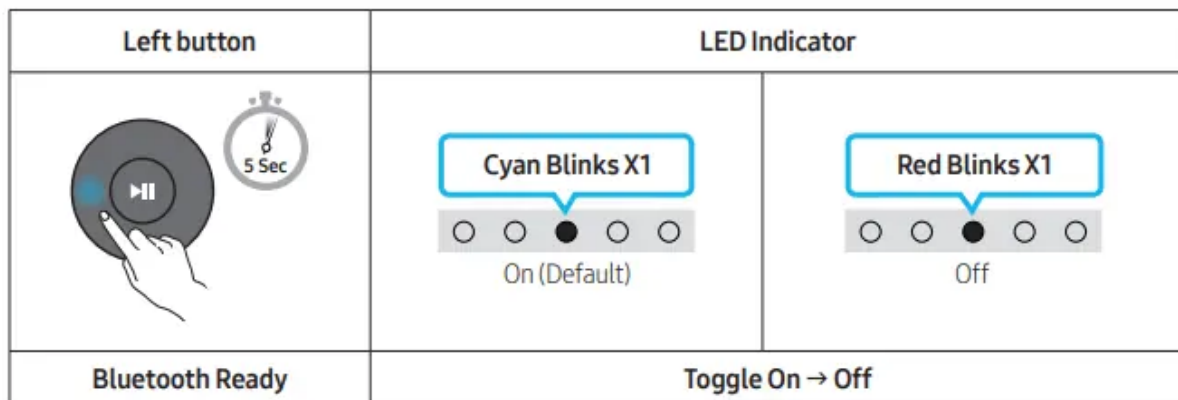 Left button
LED Indicator
5 Sec
Cyan Blinks X1
Red Blinks X1
On (Default)
Off
Bluetooth Ready
Toggle On → Off